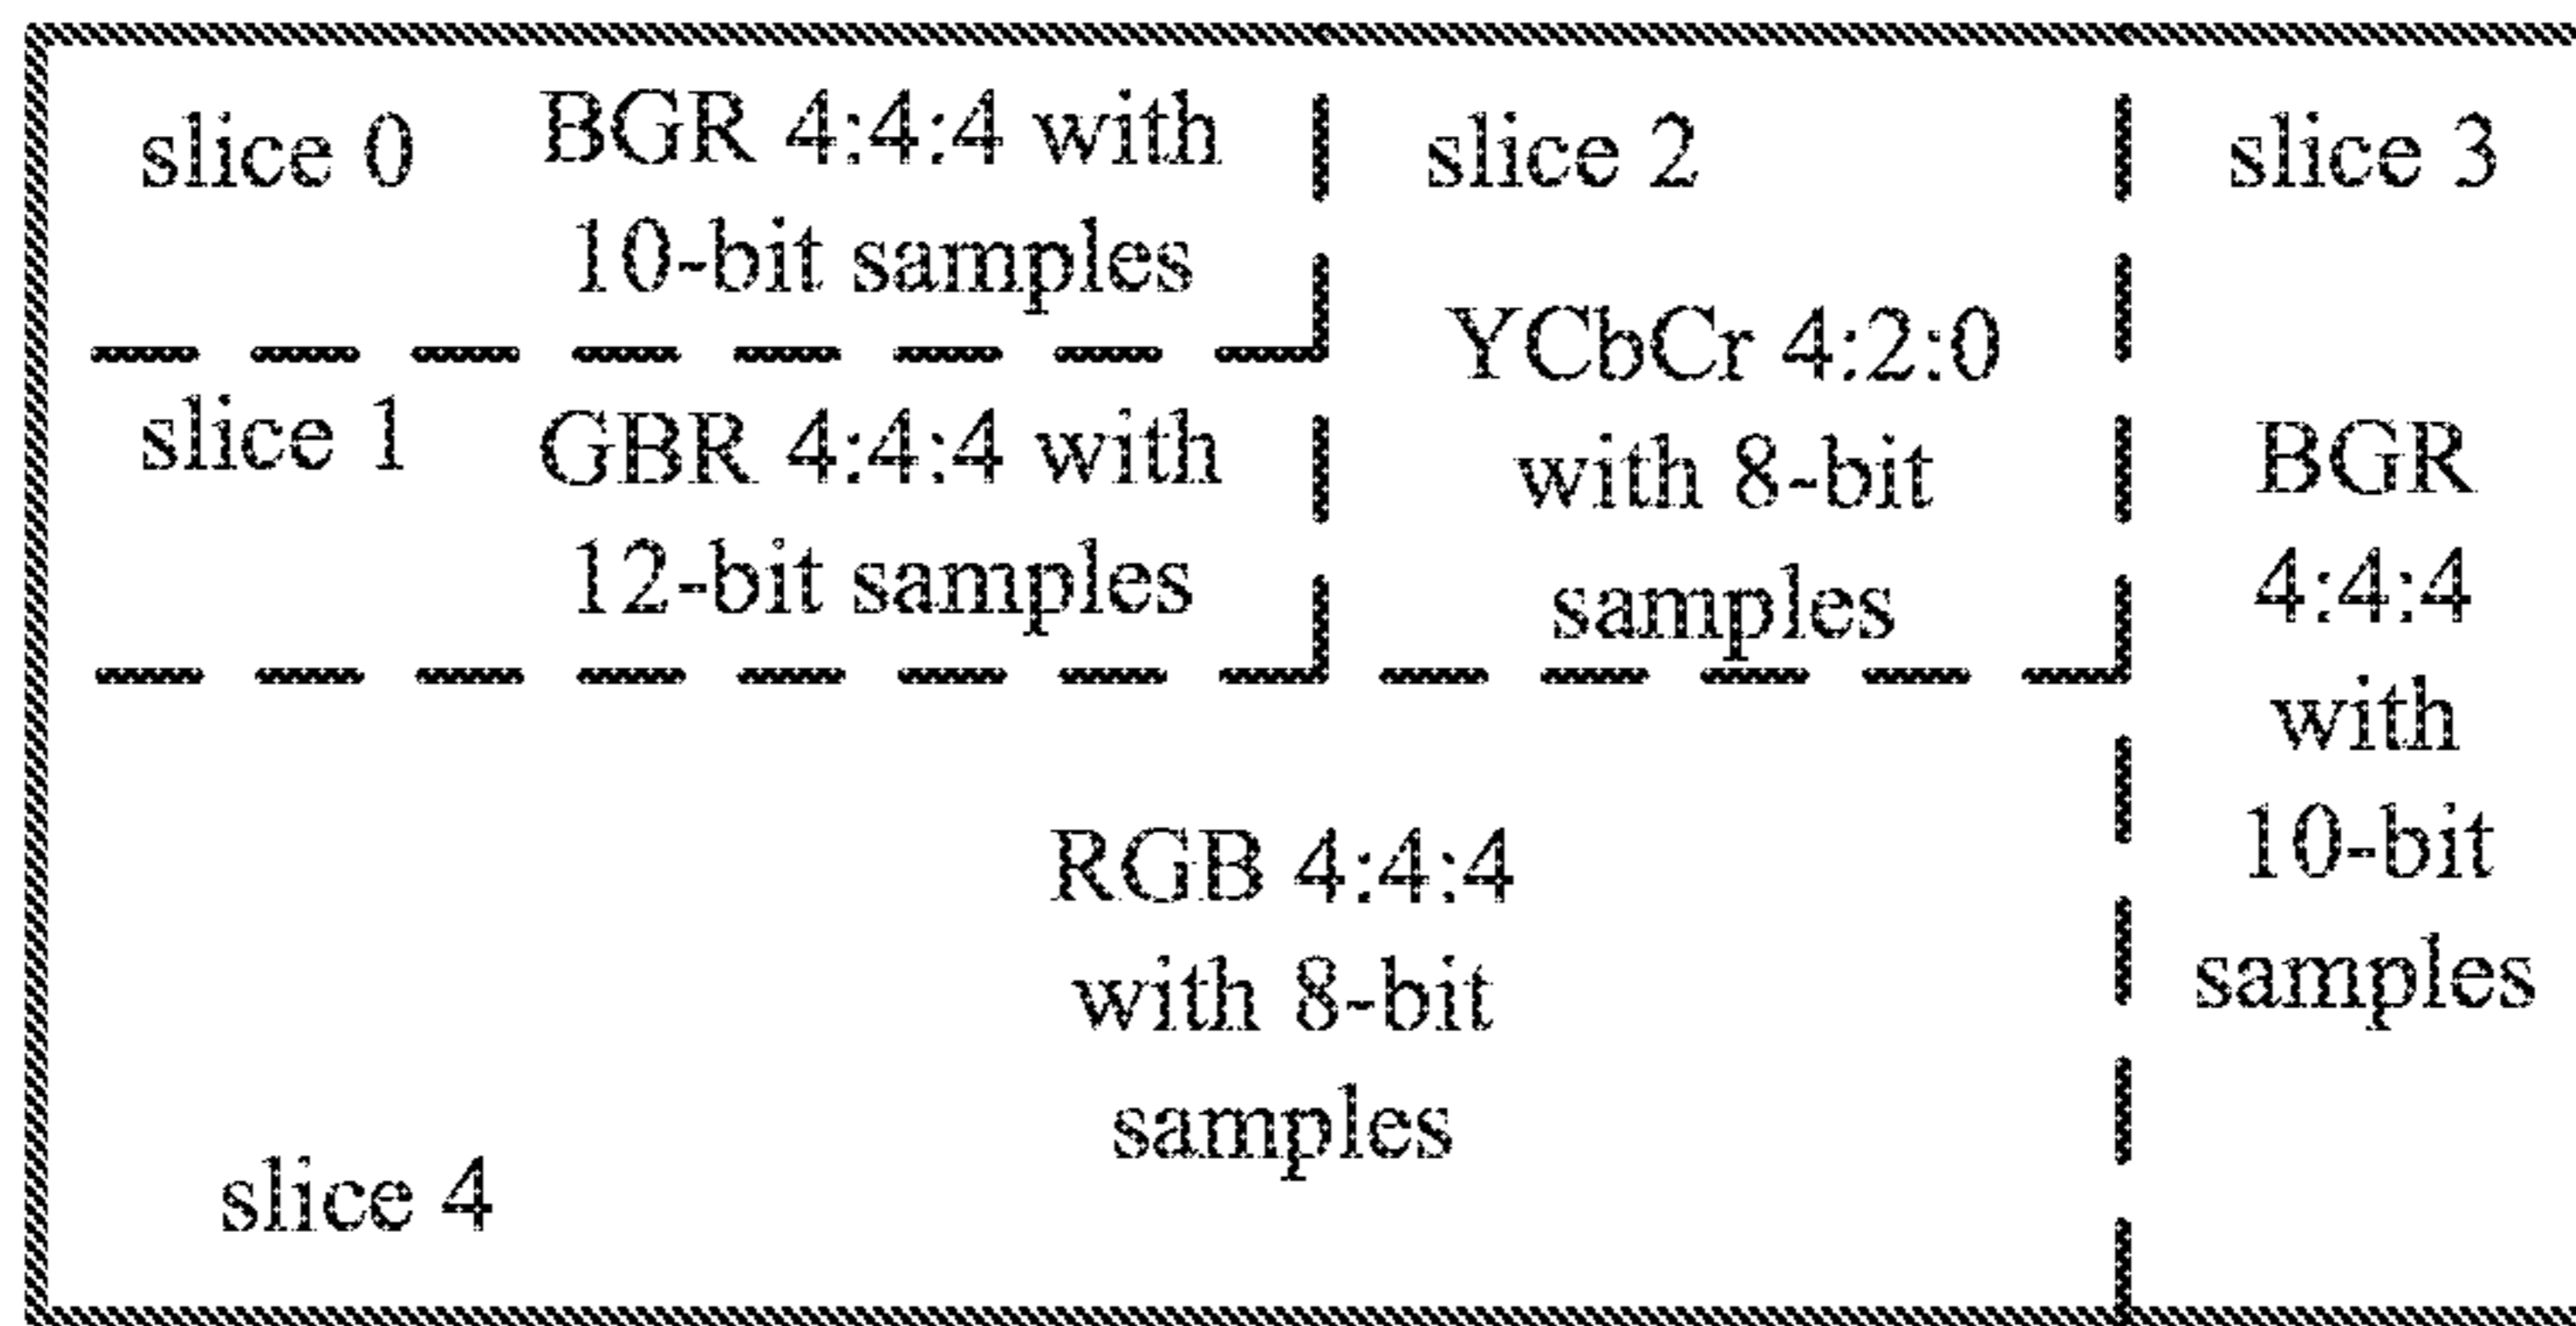 slice 0
BGR 4:4:4 with
10-bit samples
slice 1
GBR 4:4:4 with
12-bit samples
slice 2
YCbCr 4:2:0
with 8-bit
samples
slice 3
BGR
4:4:4
with
10-bit
samples
RGB 4:4:4
with 8-bit
samples
slice 4